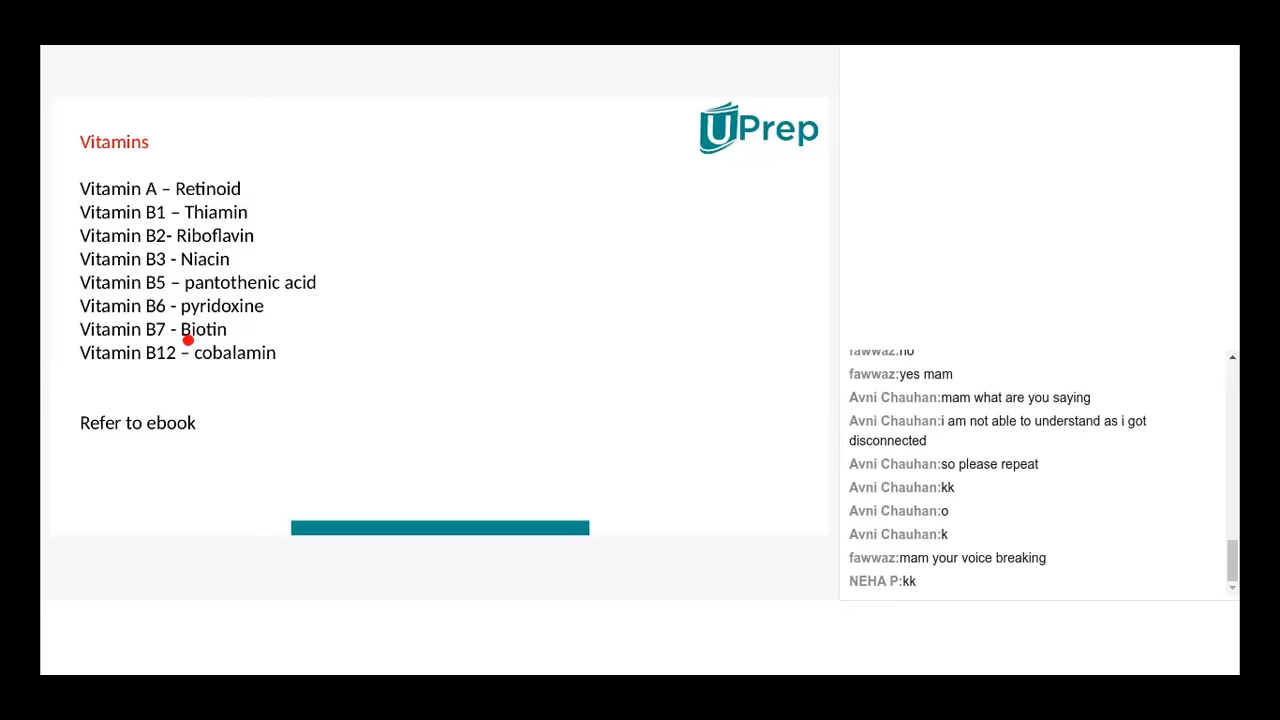 UPrep
Vitamins
Vitamin A – Retinoid
Vitamin B1 – Thiamin
Vitamin B2- Riboflavin
Vitamin B3 - Niacin
Vitamin B5 – pantothenic acid
Vitamin B6 - pyridoxine
Vitamin B7 - Biotin
Vitamin B12 – cobalamin
Refer to ebook
fawwaz:no
fawwaz:yes mam
Avni Chauhan:mam what are you saying
Avni Chauhan:i am not able to understand as i got
disconnected
Avni Chauhan:so please repeat
Avni Chauhan:kk
Avni Chauhan:o
Avni Chauhan:k
fawwaz:mam your voice breaking
NEHA P:kk